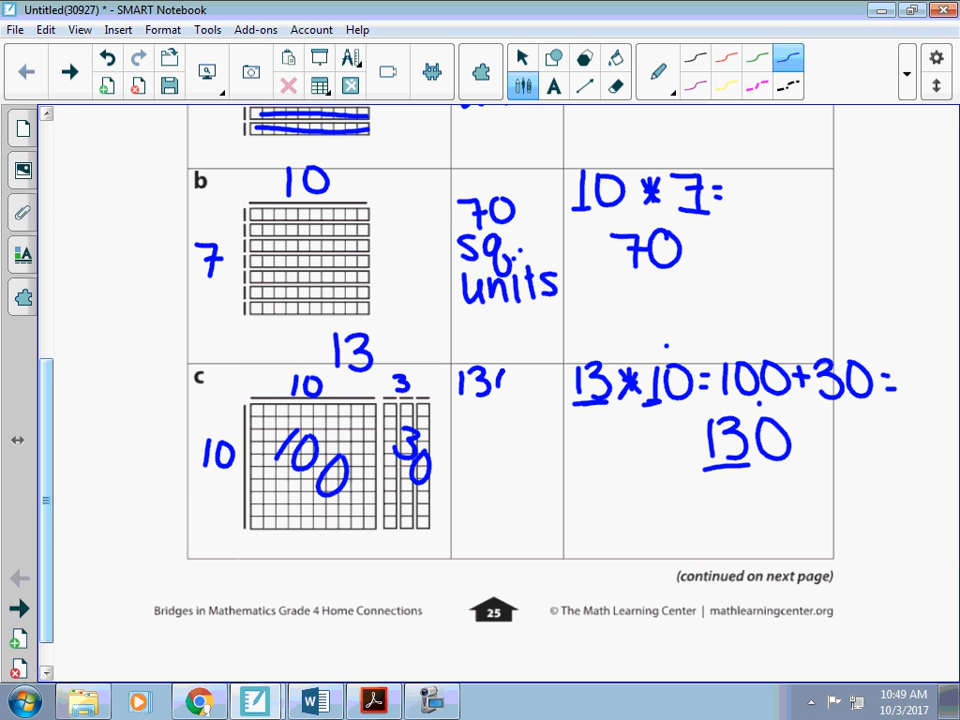 Untitled(30927) * - SMART Notebook
File Edit View Insert Format Tools Add-ons Account Help
b
10
7
70
sq.
units
10 * 7 =
70
13
c
10 3
10
100
30
13 * 10 = 100 + 30 =
130
(continued on next page)
Bridges in Mathematics Grade 4 Home Connections
25
© The Math Learning Center | mathlearningcenter.org
10:49 AM
10/3/2017